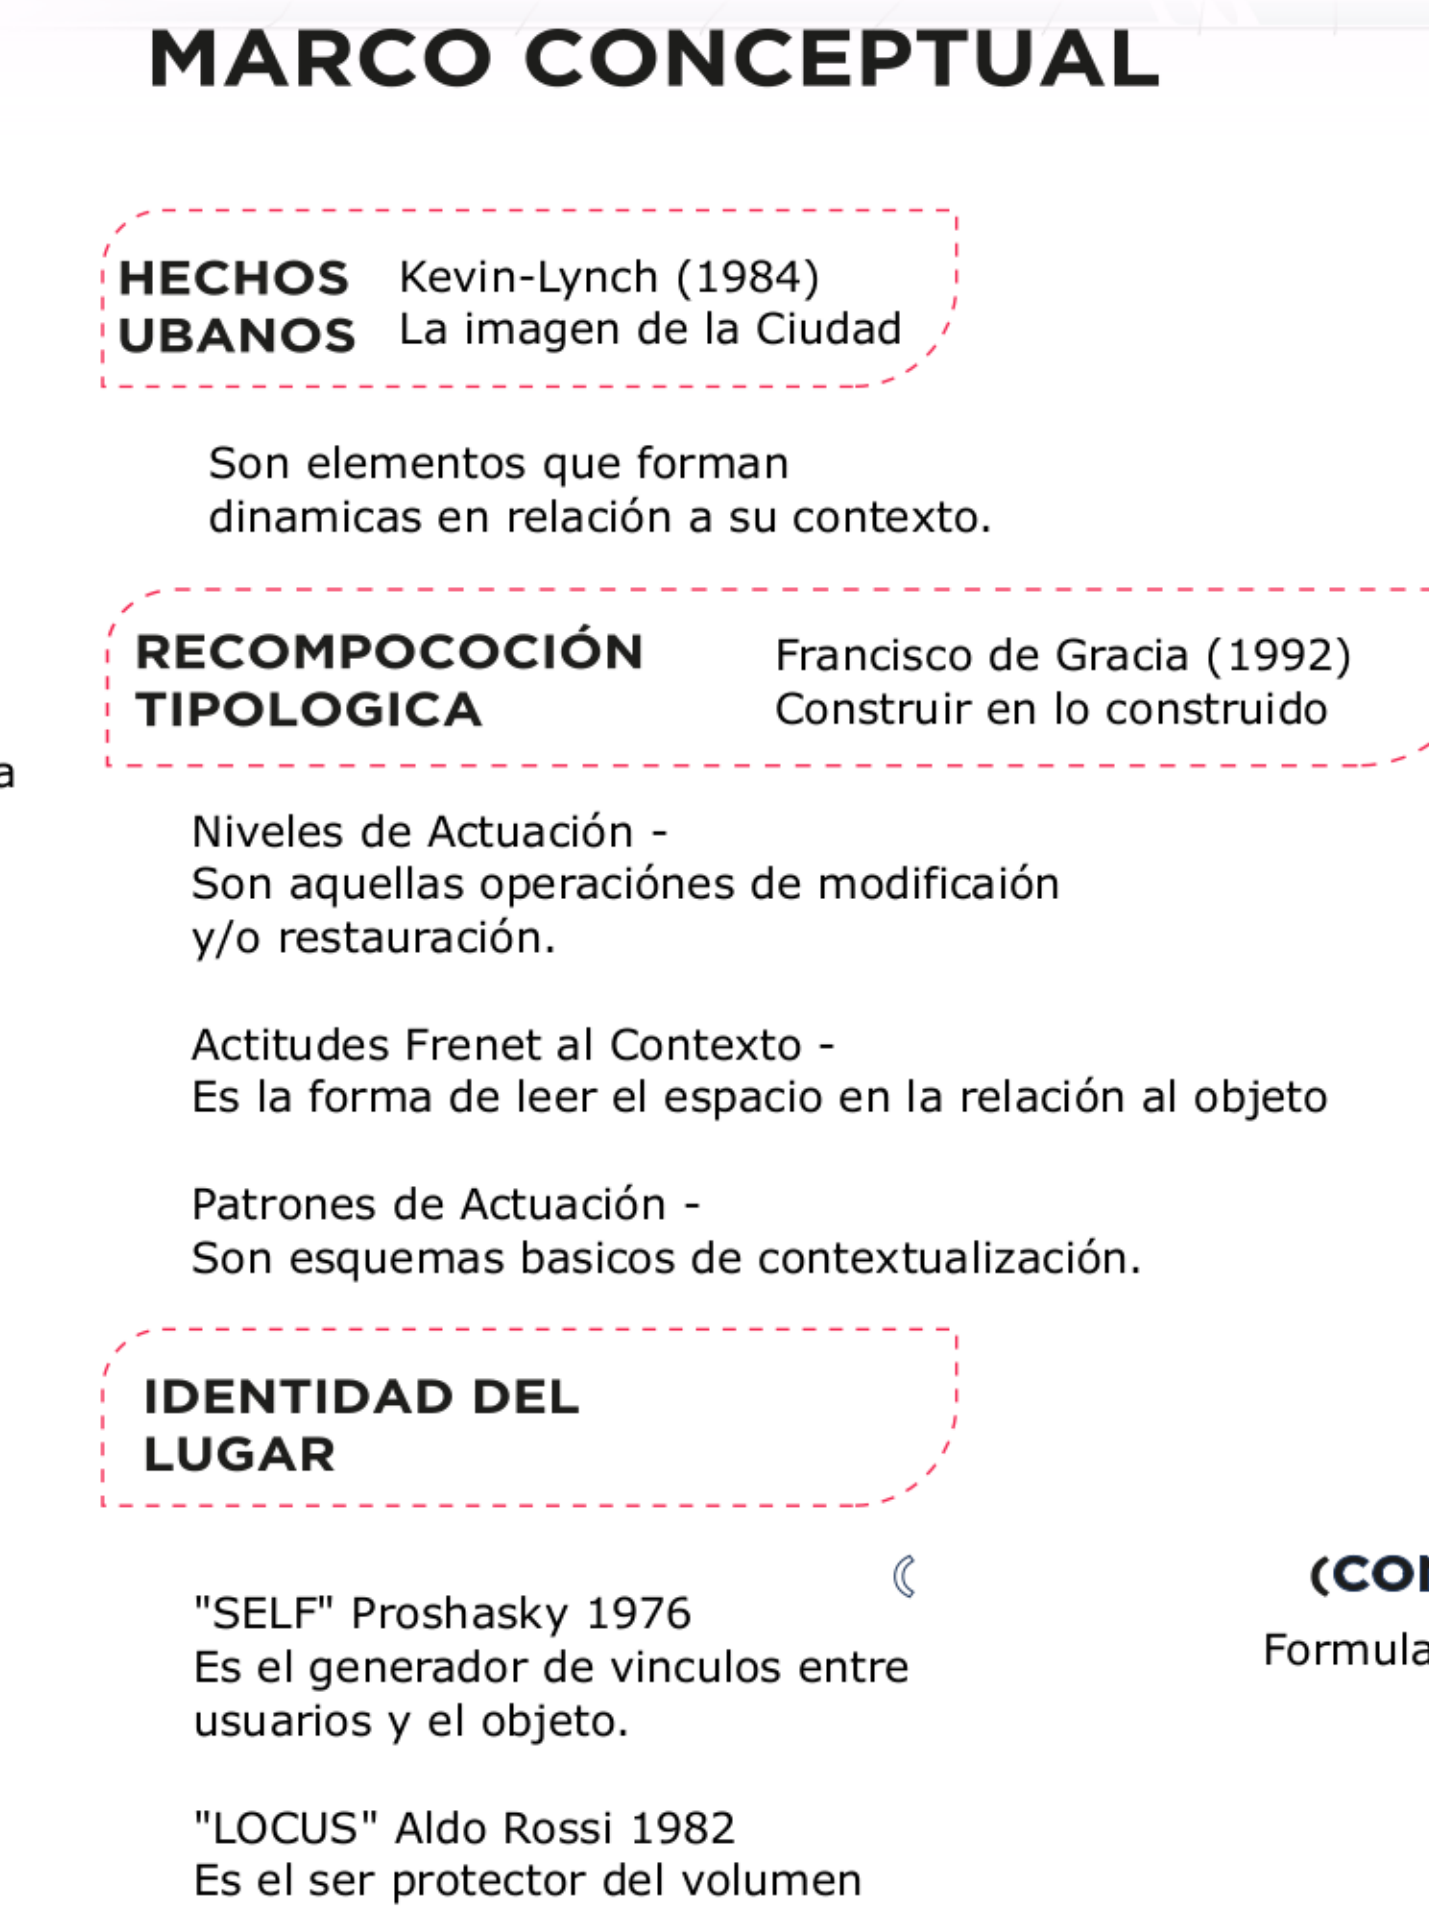 MARCO CONCEPTUAL
HECHOS
UBANOS
Kevin-Lynch (1984)
La imagen de la Ciudad
Son elementos que forman
dinamicas en relación a su contexto.
RECOMPOCOCIÓN
TIPOLOGICA
Francisco de Gracia (1992)
Construir en lo construido
a
Niveles de Actuación -
Son aquellas operaciónes de modificaión
y/o restauración.
Actitudes Frenet al Contexto -
Es la forma de leer el espacio en la relación al objeto
Patrones de Actuación -
Son esquemas basicos de contextualización.
IDENTIDAD DEL
LUGAR
(
"SELF" Proshasky 1976
Es el generador de vinculos entre
usuarios y el objeto.
"LOCUS" Aldo Rossi 1982
Es el ser protector del volumen
(CO
Formula